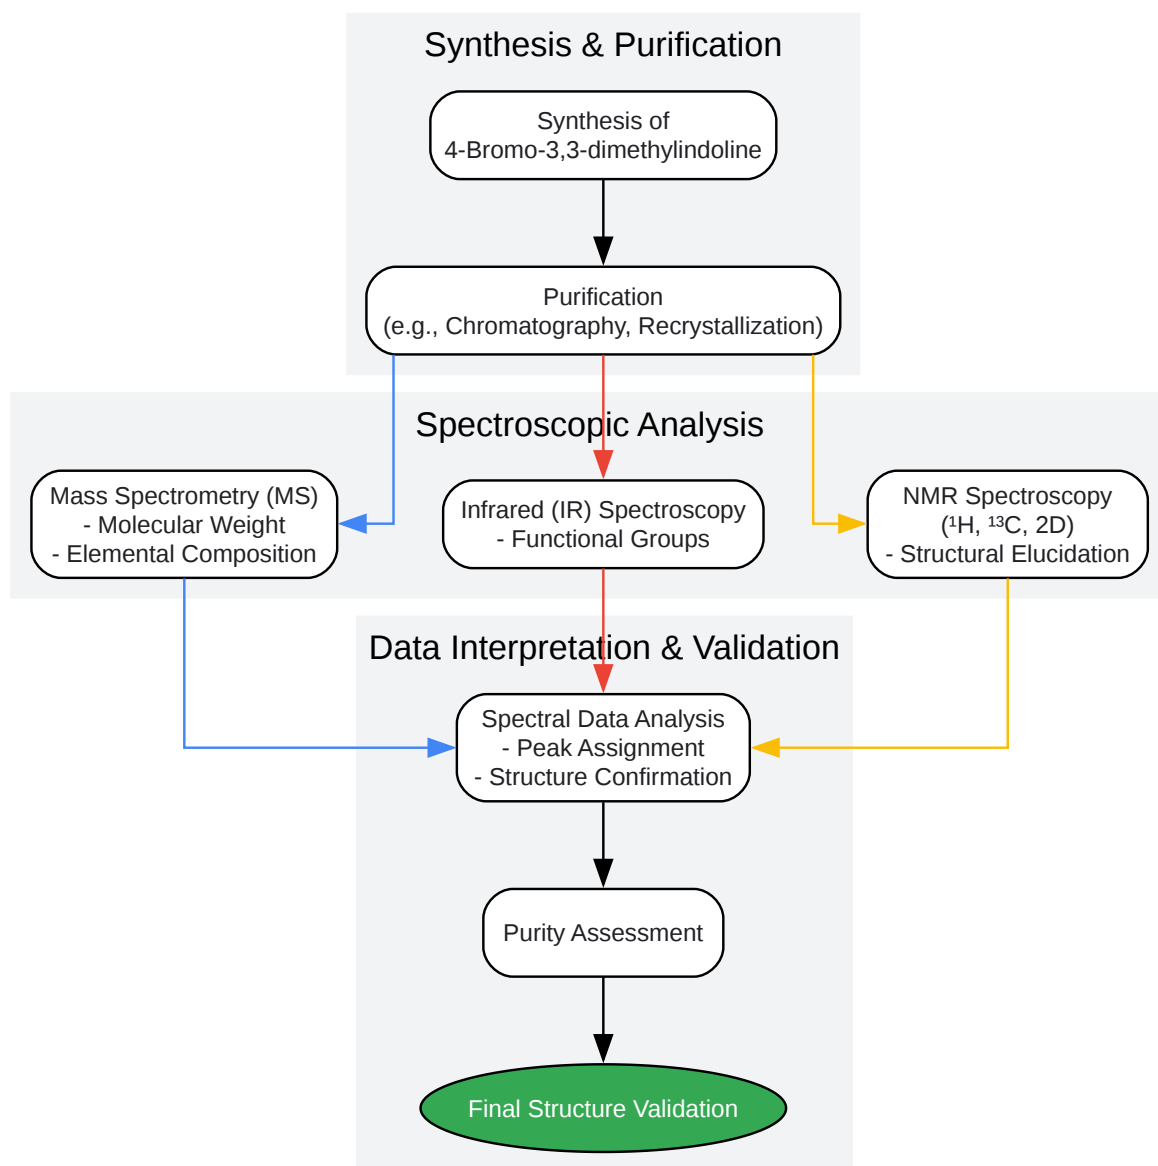 Synthesis & Purification
Synthesis of
4-Bromo-3,3-dimethylindoline
Purification
(e.g., Chromatography, Recrystallization)
Spectroscopic Analysis
Mass Spectrometry (MS)
- Molecular Weight
- Elemental Composition
Infrared (IR) Spectroscopy
- Functional Groups
NMR Spectroscopy
(¹H, ¹³C, 2D)
- Structural Elucidation
Data Interpretation & Validation
Spectral Data Analysis
- Peak Assignment
- Structure Confirmation
Purity Assessment
Final Structure Validation